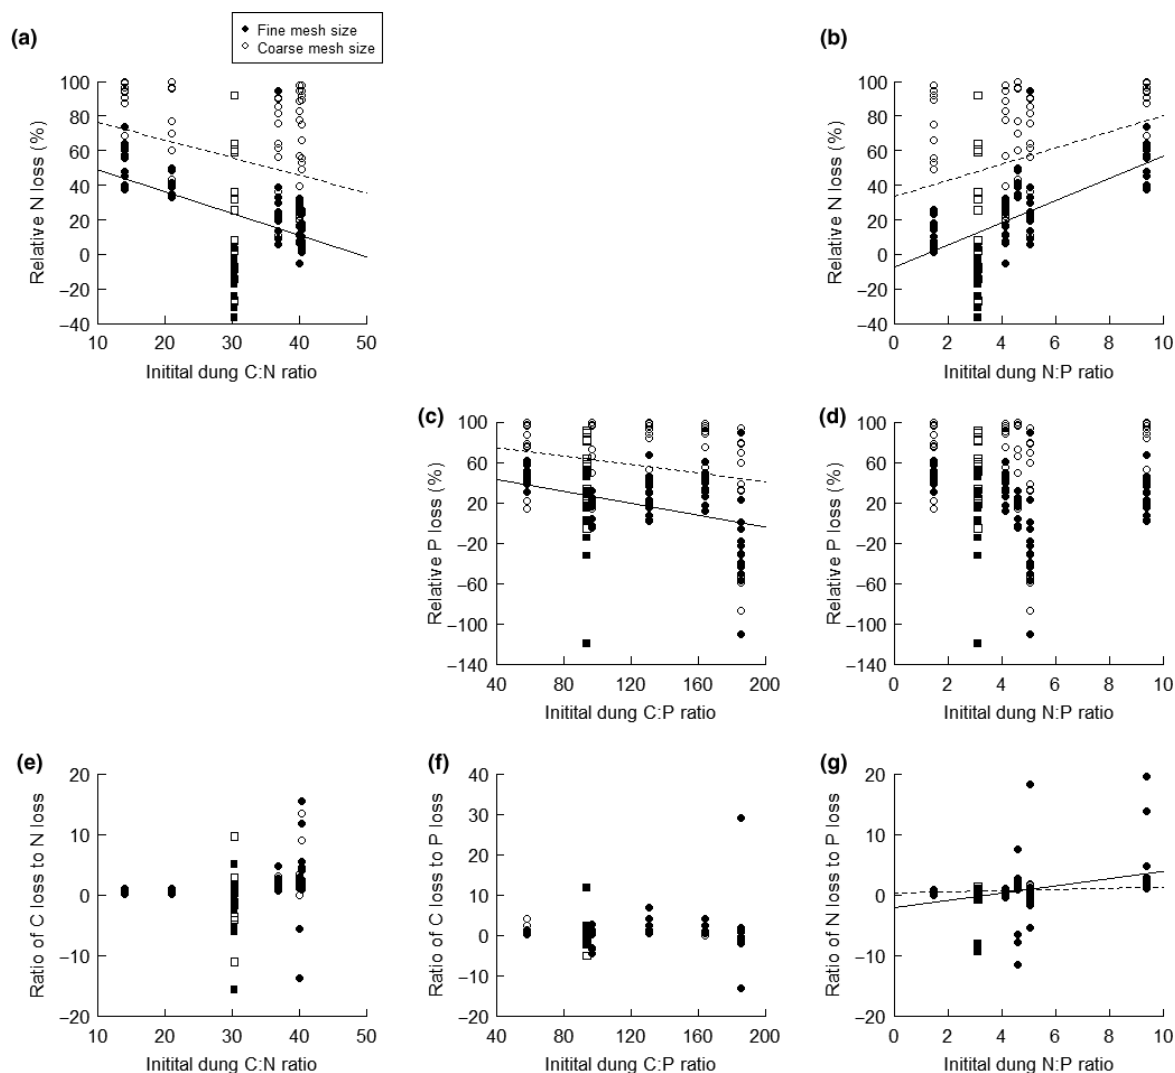 Fine mesh size
Coarse mesh size
(a)
100
80
60
40
20
0
−20
−40
Relative N loss (%)
10 20 30 40 50
Initital dung C:N ratio
(b)
100
80
60
40
20
0
−20
−40
Relative N loss (%)
0 2 4 6 8 10
Initital dung N:P ratio
(c)
100
60
20
−20
−60
−100
−140
Relative P loss (%)
40 80 120 160 200
Initital dung C:P ratio
(d)
100
60
20
−20
−60
−100
−140
Relative P loss (%)
0 2 4 6 8 10
Initital dung N:P ratio
(e)
20
10
0
−10
−20
Ratio of C loss to N loss
10 20 30 40 50
Initital dung C:N ratio
(f)
40
30
20
10
0
−10
−20
Ratio of C loss to P loss
40 80 120 160 200
Initital dung C:P ratio
(g)
20
10
0
−10
−20
Ratio of N loss to P loss
0 2 4 6 8 10
Initital dung N:P ratio